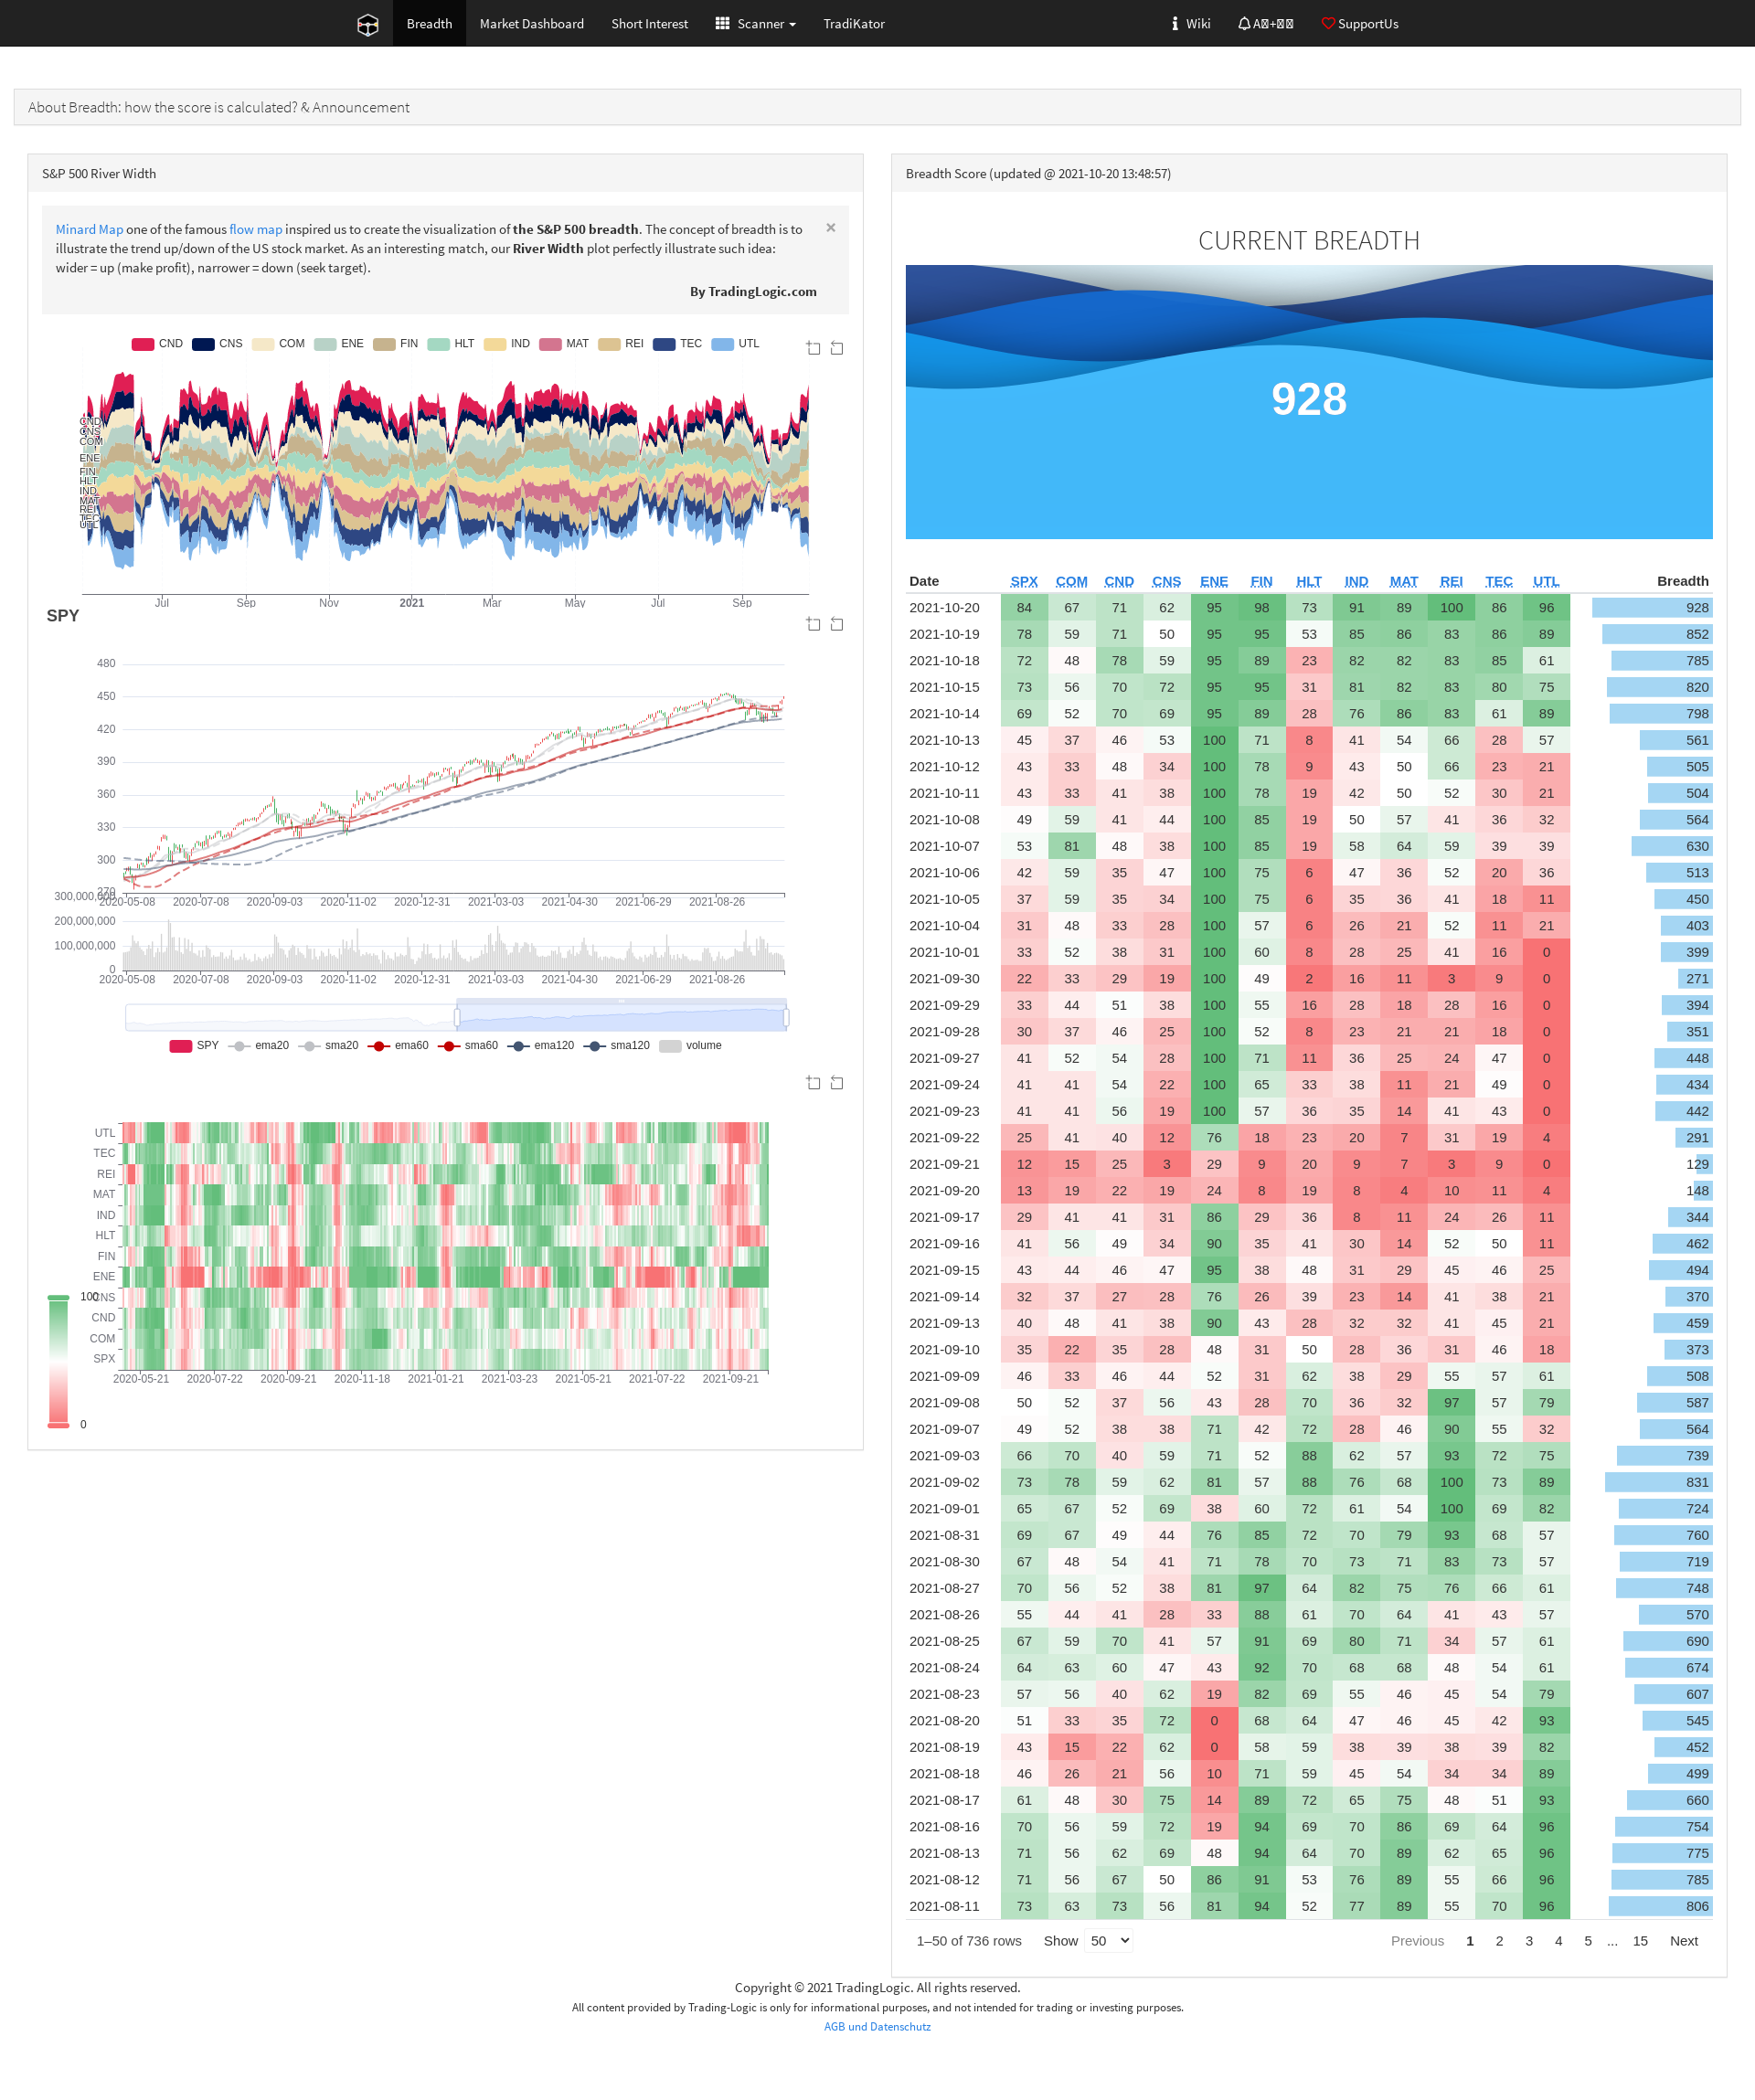 Breadth Market Dashboard Short Interest Scanner TradiKator Wiki SupportUs
About Breadth: how the score is calculated? & Announcement
S&P 500 River Width
Minard Map one of the famous flow map inspired us to create the visualization of the S&P 500 breadth. The concept of breadth is to
illustrate the trend up/down of the US stock market. As an interesting match, our River Width plot perfectly illustrate such idea:
wider = up (make profit), narrower = down (seek target).
×
By TradingLogic.com
CND CNS COM ENE FIN HLT IND MAT REI TEC UTL
CND
CNS
COM
ENE
FIN
HLT
IND
MAT
REI
TEC
UTL
Jul Sep Nov 2021 Mar May Jul Sep
SPY
480
450
420
390
360
330
300
270
2020-05-08 2020-07-08 2020-09-03 2020-11-02 2020-12-31 2021-03-03 2021-04-30 2021-06-29 2021-08-26
300,000,000
200,000,000
100,000,000
0
2020-05-08 2020-07-08 2020-09-03 2020-11-02 2020-12-31 2021-03-03 2021-04-30 2021-06-29 2021-08-26
SPY ema20 sma20 ema60 sma60 ema120 sma120 volume
UTL
TEC
REI
MAT
IND
HLT
FIN
ENE
CNS
CND
COM
SPX
2020-05-21 2020-07-22 2020-09-21 2020-11-18 2021-01-21 2021-03-23 2021-05-21 2021-07-22 2021-09-21
100
0
Breadth Score (updated @ 2021-10-20 13:48:57)
CURRENT BREADTH
928
Date SPX COM CND CNS ENE FIN HLT IND MAT REI TEC UTL Breadth
2021-10-20 84 67 71 62 95 98 73 91 89 100 86 96 928
2021-10-19 78 59 71 50 95 95 53 85 86 83 86 89 852
2021-10-18 72 48 78 59 95 89 23 82 82 83 85 61 785
2021-10-15 73 56 70 72 95 95 31 81 82 83 80 75 820
2021-10-14 69 52 70 69 95 89 28 76 86 83 61 89 798
2021-10-13 45 37 46 53 100 71 8 41 54 66 28 57 561
2021-10-12 43 33 48 34 100 78 9 43 50 66 23 21 505
2021-10-11 43 33 41 38 100 78 19 42 50 52 30 21 504
2021-10-08 49 59 41 44 100 85 19 50 57 41 36 32 564
2021-10-07 53 81 48 38 100 85 19 58 64 59 39 39 630
2021-10-06 42 59 35 47 100 75 6 47 36 52 20 36 513
2021-10-05 37 59 35 34 100 75 6 35 36 41 18 11 450
2021-10-04 31 48 33 28 100 57 6 26 21 52 11 21 403
2021-10-01 33 52 38 31 100 60 8 28 25 41 16 0 399
2021-09-30 22 33 29 19 100 49 2 16 11 3 9 0 271
2021-09-29 33 44 51 38 100 55 16 28 18 28 16 0 394
2021-09-28 30 37 46 25 100 52 8 23 21 21 18 0 351
2021-09-27 41 52 54 28 100 71 11 36 25 24 47 0 448
2021-09-24 41 41 54 22 100 65 33 38 11 21 49 0 434
2021-09-23 41 41 56 19 100 57 36 35 14 41 43 0 442
2021-09-22 25 41 40 12 76 18 23 20 7 31 19 4 291
2021-09-21 12 15 25 3 29 9 20 9 7 3 9 0 129
2021-09-20 13 19 22 19 24 8 19 8 4 10 11 4 148
2021-09-17 29 41 41 31 86 29 36 8 11 24 26 11 344
2021-09-16 41 56 49 34 90 35 41 30 14 52 50 11 462
2021-09-15 43 44 46 47 95 38 48 31 29 45 46 25 494
2021-09-14 32 37 27 28 76 26 39 23 14 41 38 21 370
2021-09-13 40 48 41 38 90 43 28 32 32 41 45 21 459
2021-09-10 35 22 35 28 48 31 50 28 36 31 46 18 373
2021-09-09 46 33 46 44 52 31 62 38 29 55 57 61 508
2021-09-08 50 52 37 56 43 28 70 36 32 97 57 79 587
2021-09-07 49 52 38 38 71 42 72 28 46 90 55 32 564
2021-09-03 66 70 40 59 71 52 88 62 57 93 72 75 739
2021-09-02 73 78 59 62 81 57 88 76 68 100 73 89 831
2021-09-01 65 67 52 69 38 60 72 61 54 100 69 82 724
2021-08-31 69 67 49 44 76 85 72 70 79 93 68 57 760
2021-08-30 67 48 54 41 71 78 70 73 71 83 73 57 719
2021-08-27 70 56 52 38 81 97 64 82 75 76 66 61 748
2021-08-26 55 44 41 28 33 88 61 70 64 41 43 57 570
2021-08-25 67 59 70 41 57 91 69 80 71 34 57 61 690
2021-08-24 64 63 60 47 43 92 70 68 68 48 54 61 674
2021-08-23 57 56 40 62 19 82 69 55 46 45 54 79 607
2021-08-20 51 33 35 72 0 68 64 47 46 45 42 93 545
2021-08-19 43 15 22 62 0 58 59 38 39 38 39 82 452
2021-08-18 46 26 21 56 10 71 59 45 54 34 34 89 499
2021-08-17 61 48 30 75 14 89 72 65 75 48 51 93 660
2021-08-16 70 56 59 72 19 94 69 70 86 69 64 96 754
2021-08-13 71 56 62 69 48 94 64 70 89 62 65 96 775
2021-08-12 71 56 67 50 86 91 53 76 89 55 66 96 785
2021-08-11 73 63 73 56 81 94 52 77 89 55 70 96 806
1–50 of 736 rows Show 50 Previous 1 2 3 4 5 ... 15 Next
Copyright © 2021 TradingLogic. All rights reserved.
All content provided by Trading-Logic is only for informational purposes, and not intended for trading or investing purposes.
AGB und Datenschutz